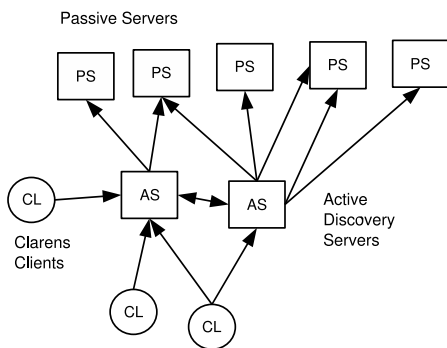 Passive Servers
PS
PS
PS
PS
PS
CL
AS
AS
Clarens
Clients
Active
Discovery
Servers
CL
CL